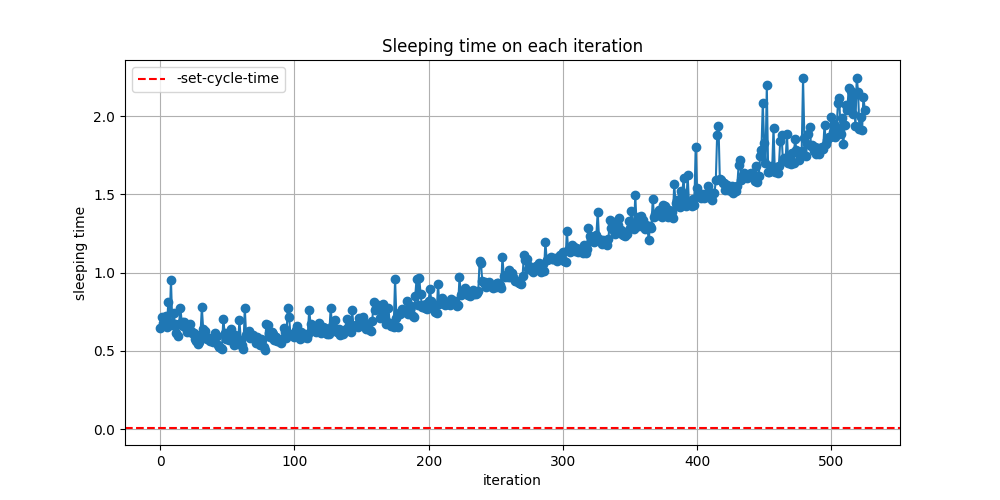 Sleeping time on each iteration
-set-cycle-time
sleeping time
2.0
1.5
1.0
0.5
0.0
0 100 200 300 400 500
iteration